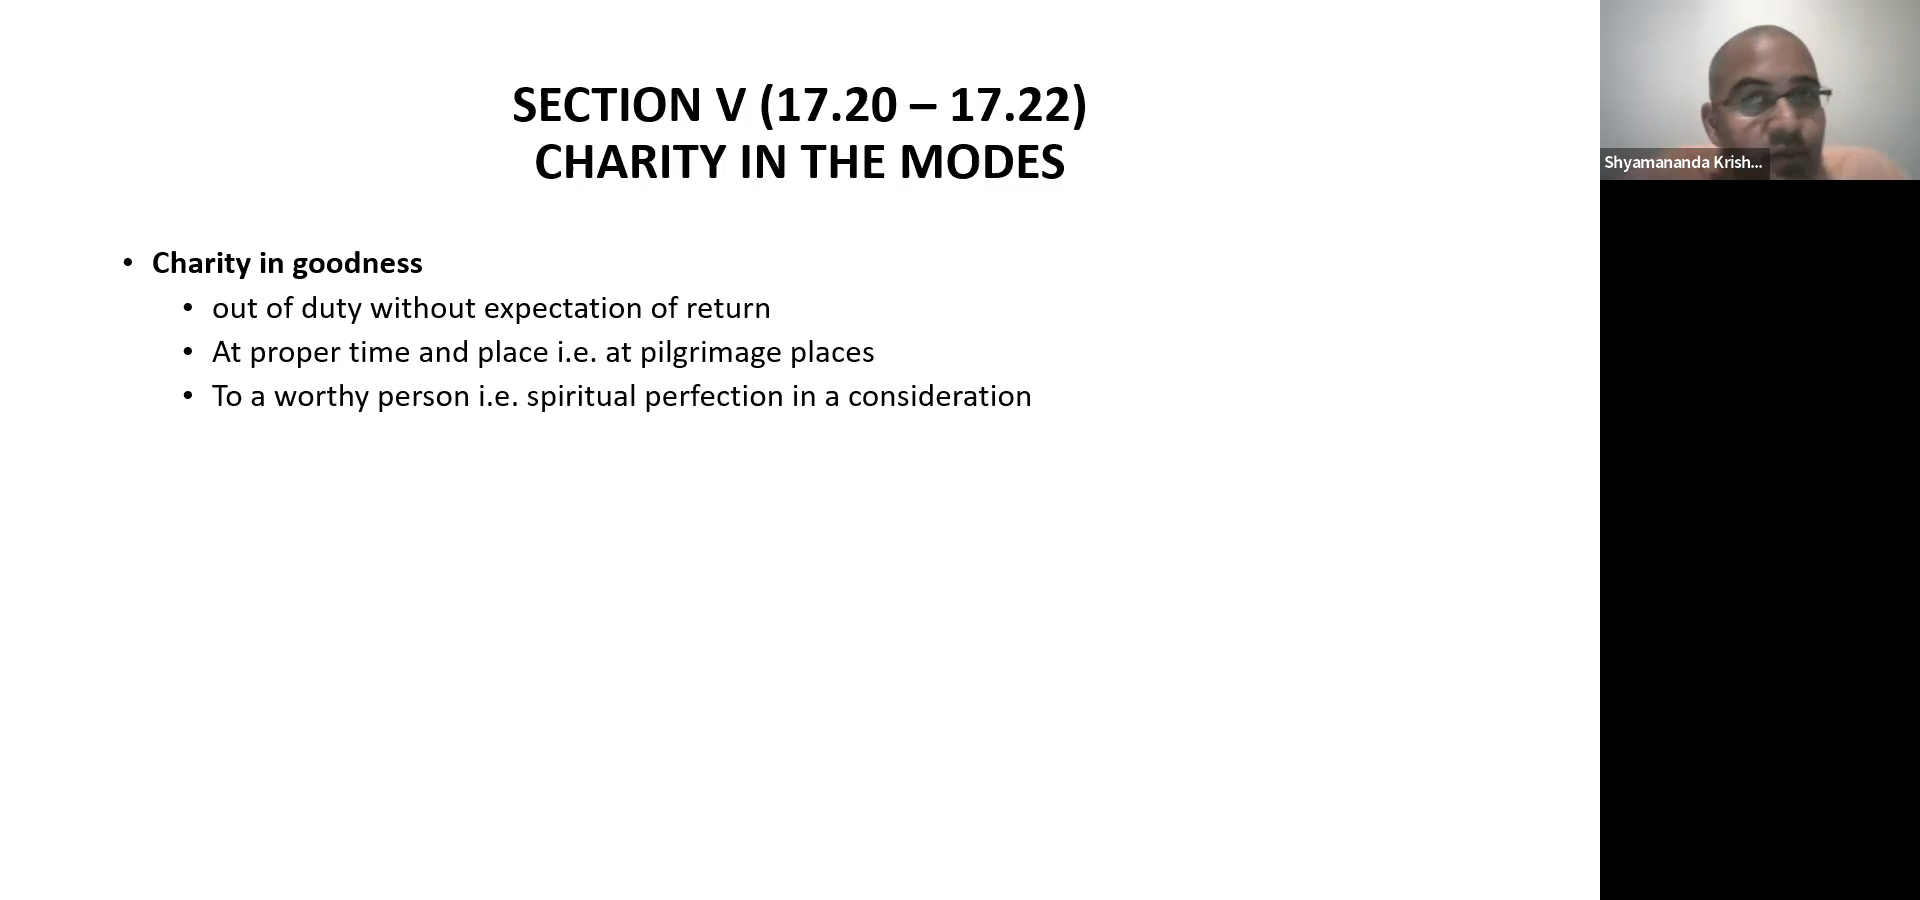 SECTION V (17.20 – 17.22)
CHARITY IN THE MODES
• Charity in goodness
• out of duty without expectation of return
• At proper time and place i.e. at pilgrimage places
• To a worthy person i.e. spiritual perfection in a consideration
Shyamananda Krish...